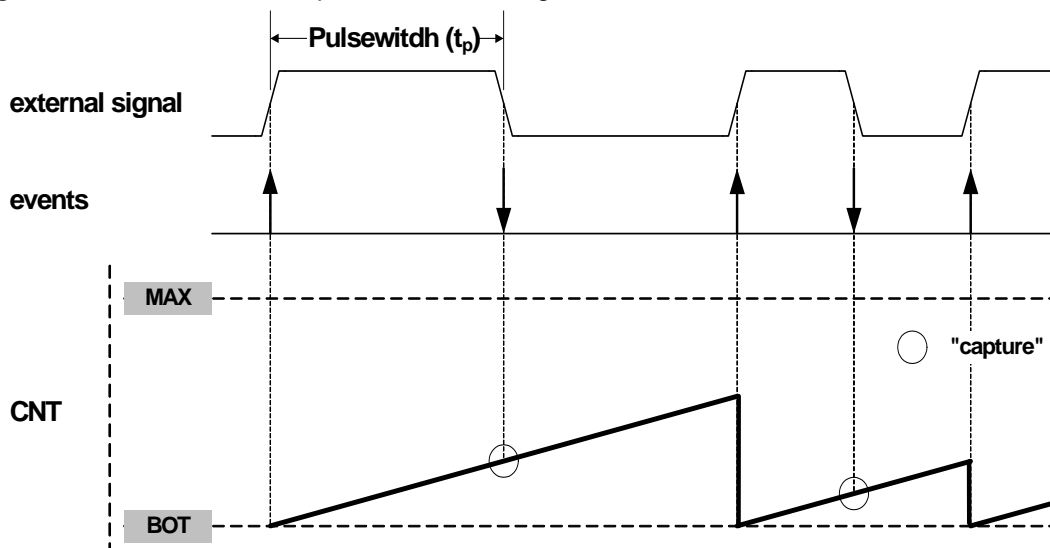 Pulsewitdh (tp)
external signal
events
MAX
"capture"
CNT
BOT